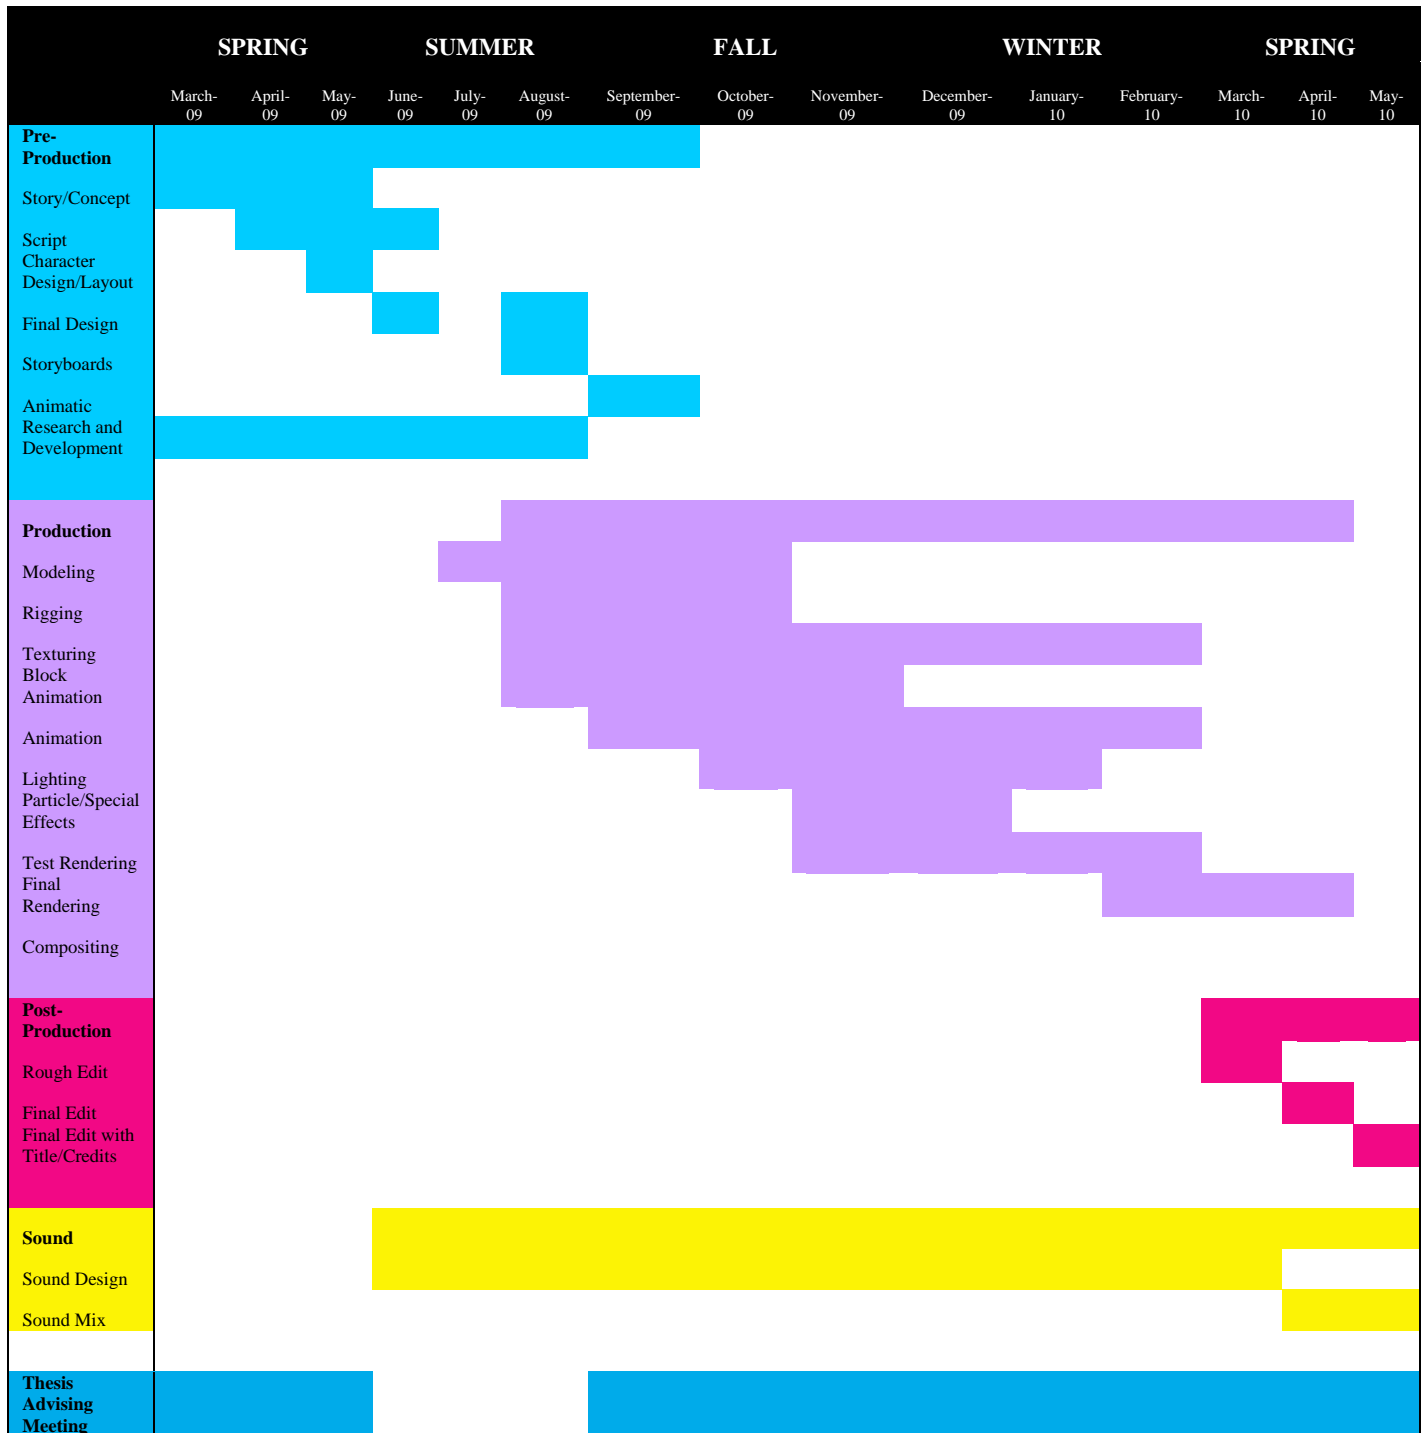 SPRING SUMMER FALL WINTER SPRING
March- April- May- June- July- August- September- October- November- December- January- February- March- April- May-
09 09 09 09 09 09 09 09 09 09 10 10 10 10 10
Pre-
Production
Story/Concept
Script
Character
Design/Layout
Final Design
Storyboards
Animatic
Research and
Development
Production
Modeling
Rigging
Texturing
Block
Animation
Animation
Lighting
Particle/Special
Effects
Test Rendering
Final
Rendering
Compositing
Post-
Production
Rough Edit
Final Edit
Final Edit with
Title/Credits
Sound
Sound Design
Sound Mix
Thesis
Advising
Meeting